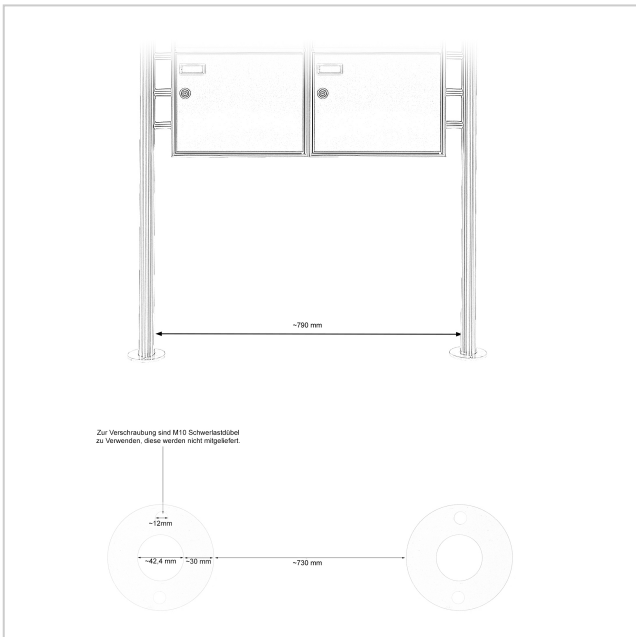 ~790 mm
Zur Verschraubung sind M10 Schwerlastdübel
zu Verwenden, diese werden nicht mitgeliefert.
~12mm
~42,4 mm
~30 mm
~730 mm